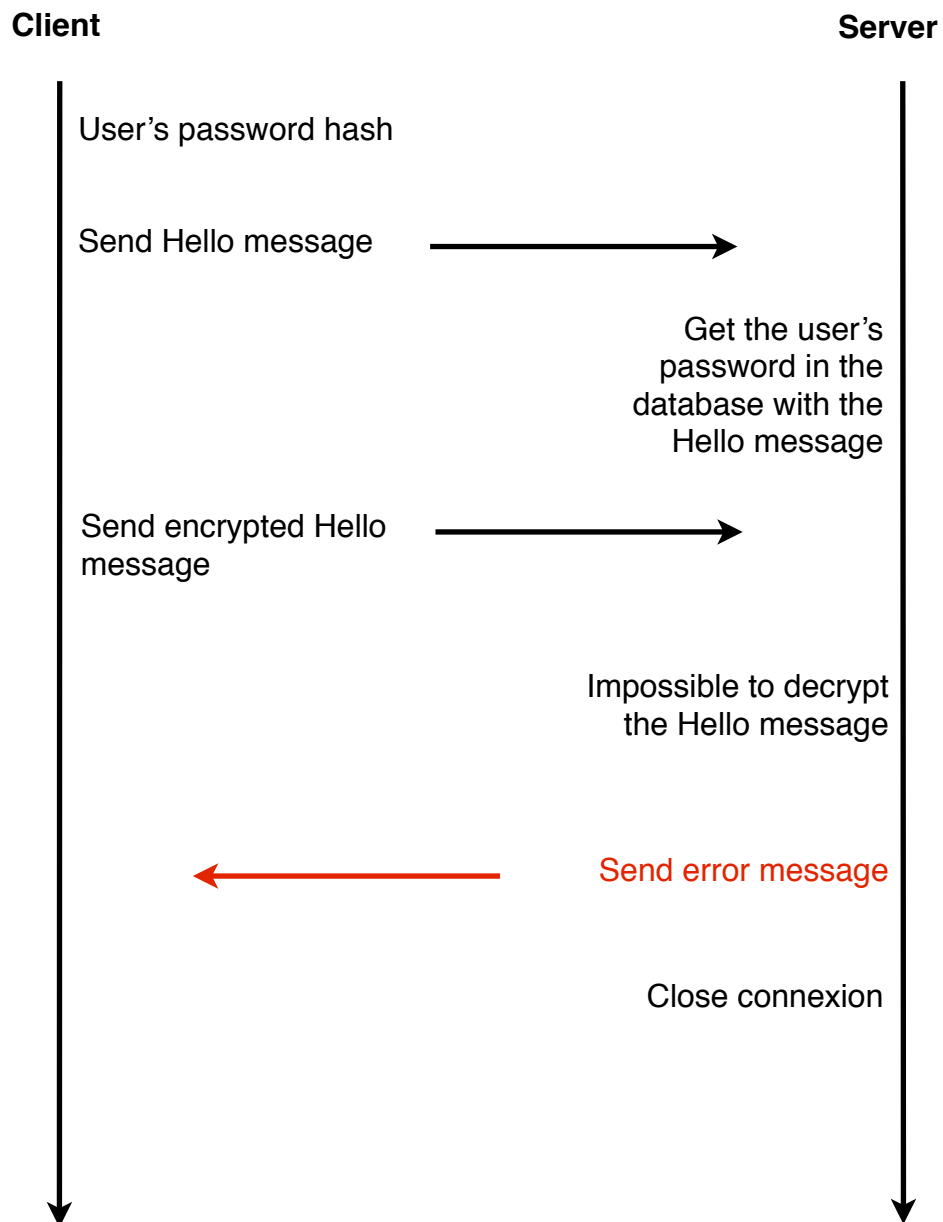 Client
Server
User’s password hash
Send Hello message
Get the user’s
password in the
database with the
Hello message
Send encrypted Hello
message
Impossible to decrypt
the Hello message
Send error message
Close connexion